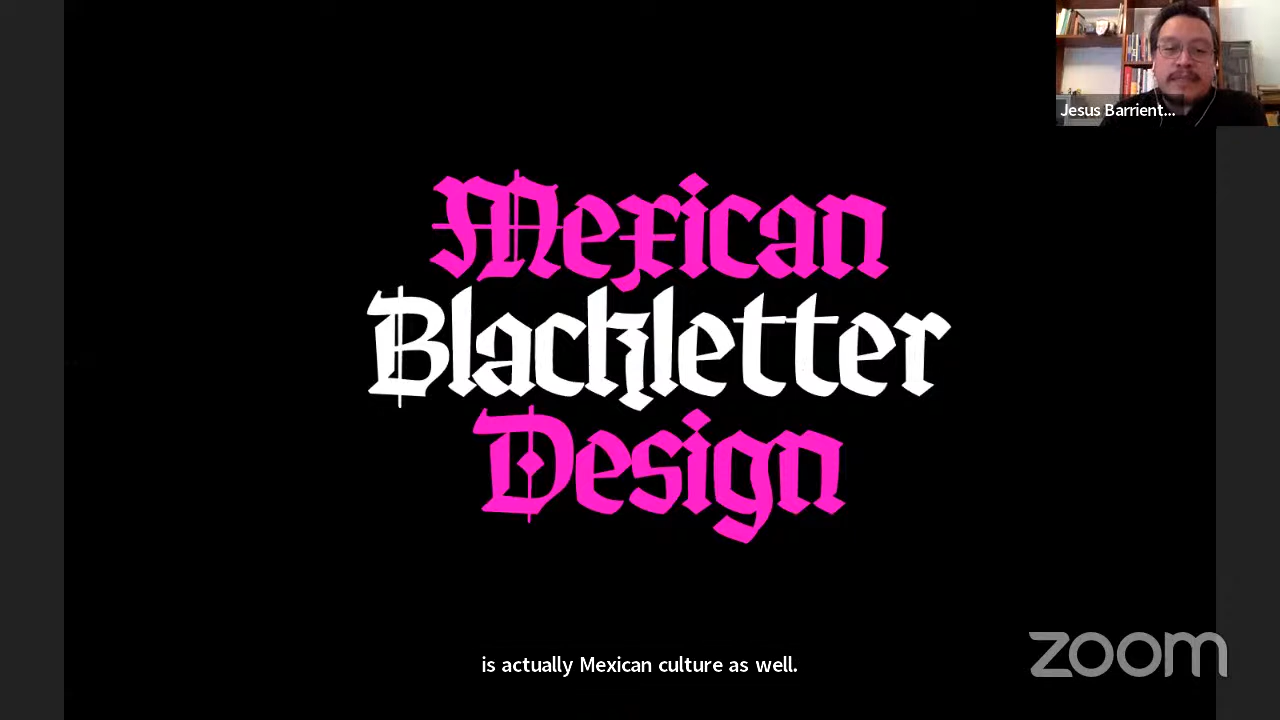 Jesus Barrient...
Mexican
Blackletter
Design
is actually Mexican culture as well.
zoom